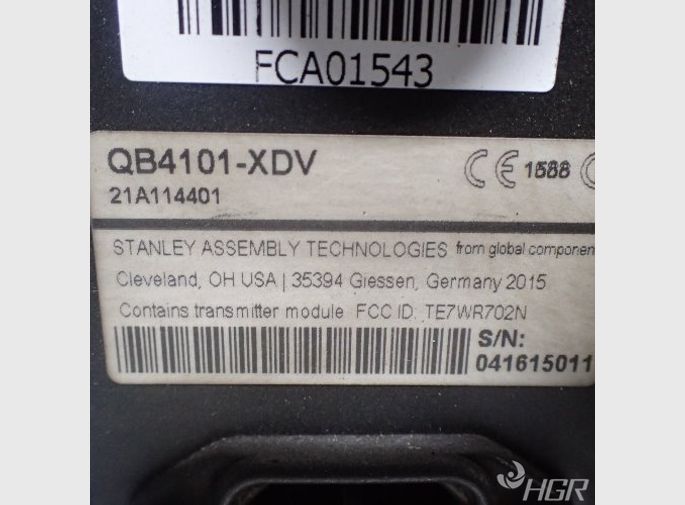 FCA01543
QB4101-XDV
CE 1588
21A114401
STANLEY ASSEMBLY TECHNOLOGIES from global componen
Cleveland, OH USA | 35394 Giessen, Germany 2015
Contains transmitter module FCC ID: TE7WR702N
S/N:
041615011
HGR